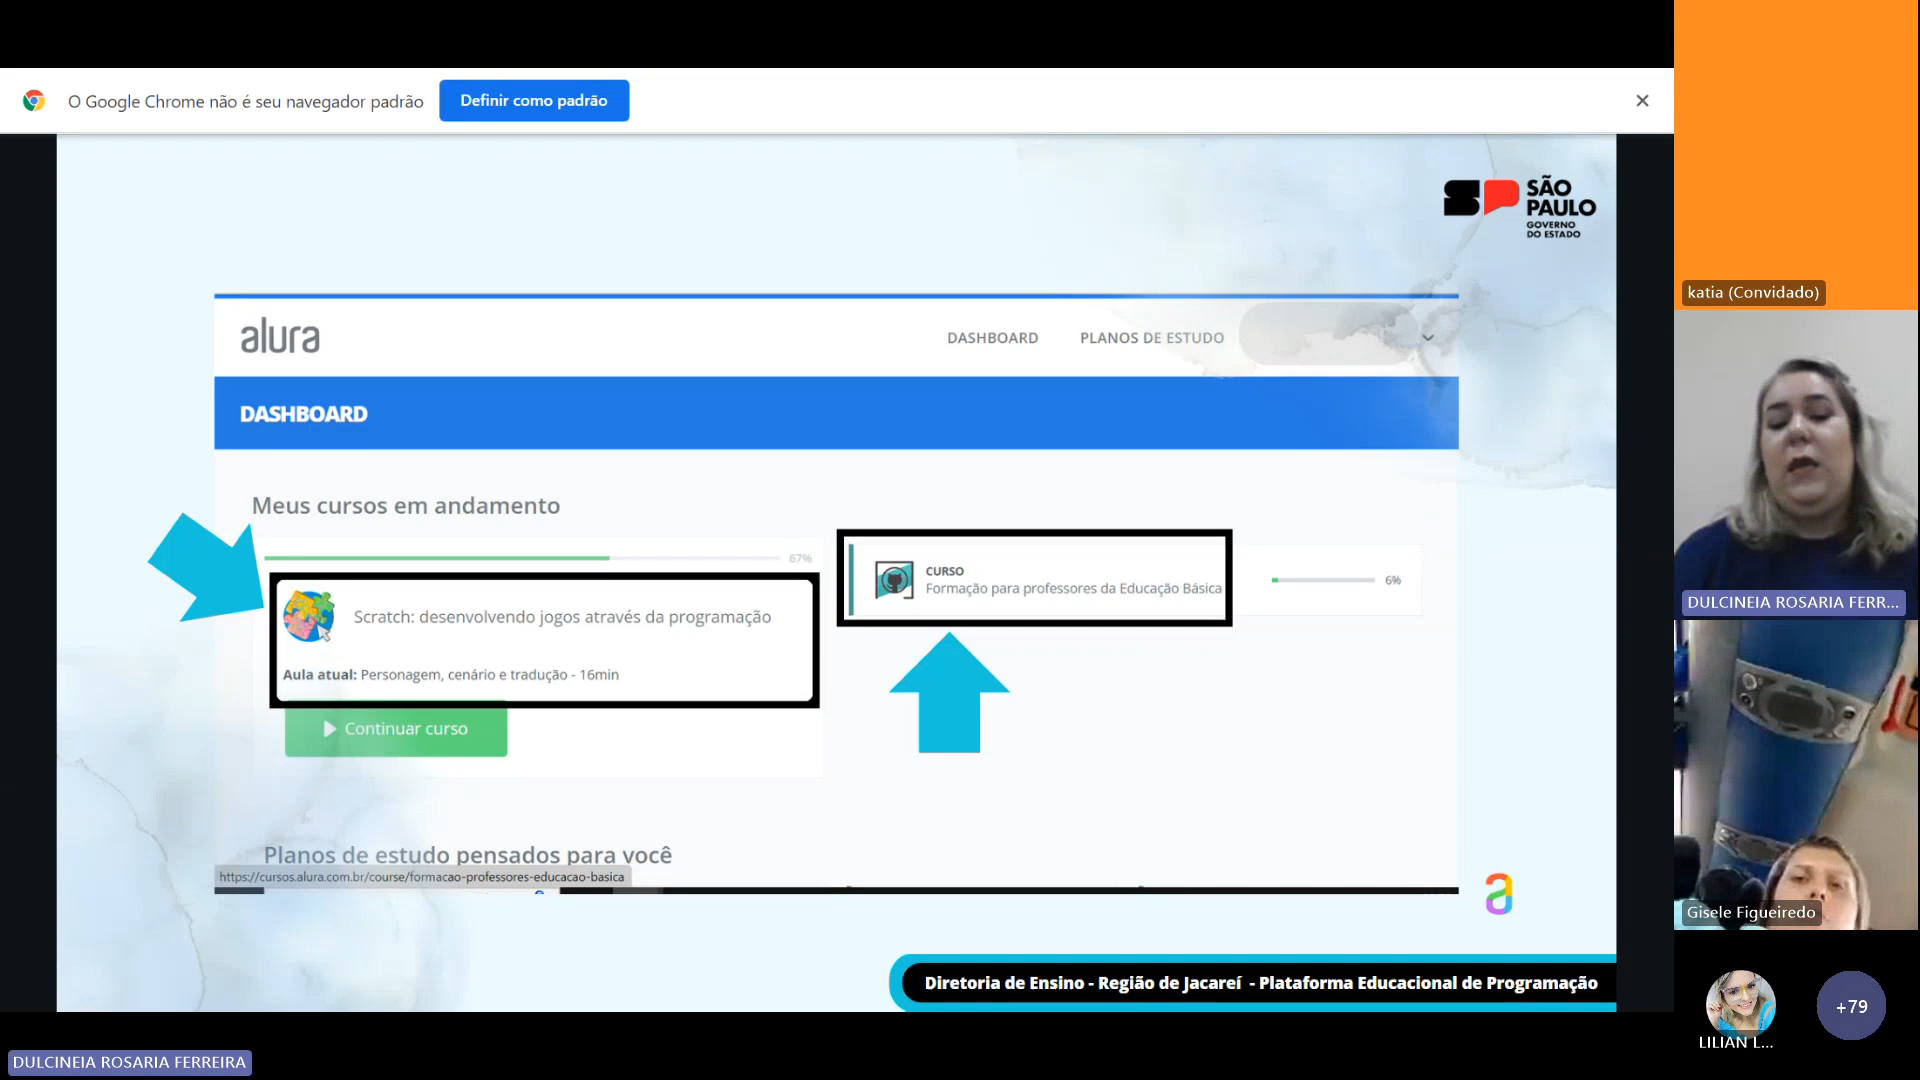 O Google Chrome não é seu navegador padrão
Definir como padrão
SP SÃO
PAULO
GOVERNO
DO ESTADO
alura
DASHBOARD
PLANOS DE ESTUDO
DASHBOARD
Meus cursos em andamento
67%
Scratch: desenvolvendo jogos através da programação
Aula atual: Personagem, cenário e tradução - 16min
Continuar curso
CURSO
Formação para professores da Educação Básica
6%
Planos de estudo pensados para você
https://cursos.alura.com.br/course/formacao-professores-educacao-basica
a
Diretoria de Ensino - Região de Jacareí - Plataforma Educacional de Programação
DULCINEIA ROSARIA FERREIRA
katia (Convidado)
DULCINEIA ROSARIA FERR...
Gisele Figueiredo
LILIAN L...
+79